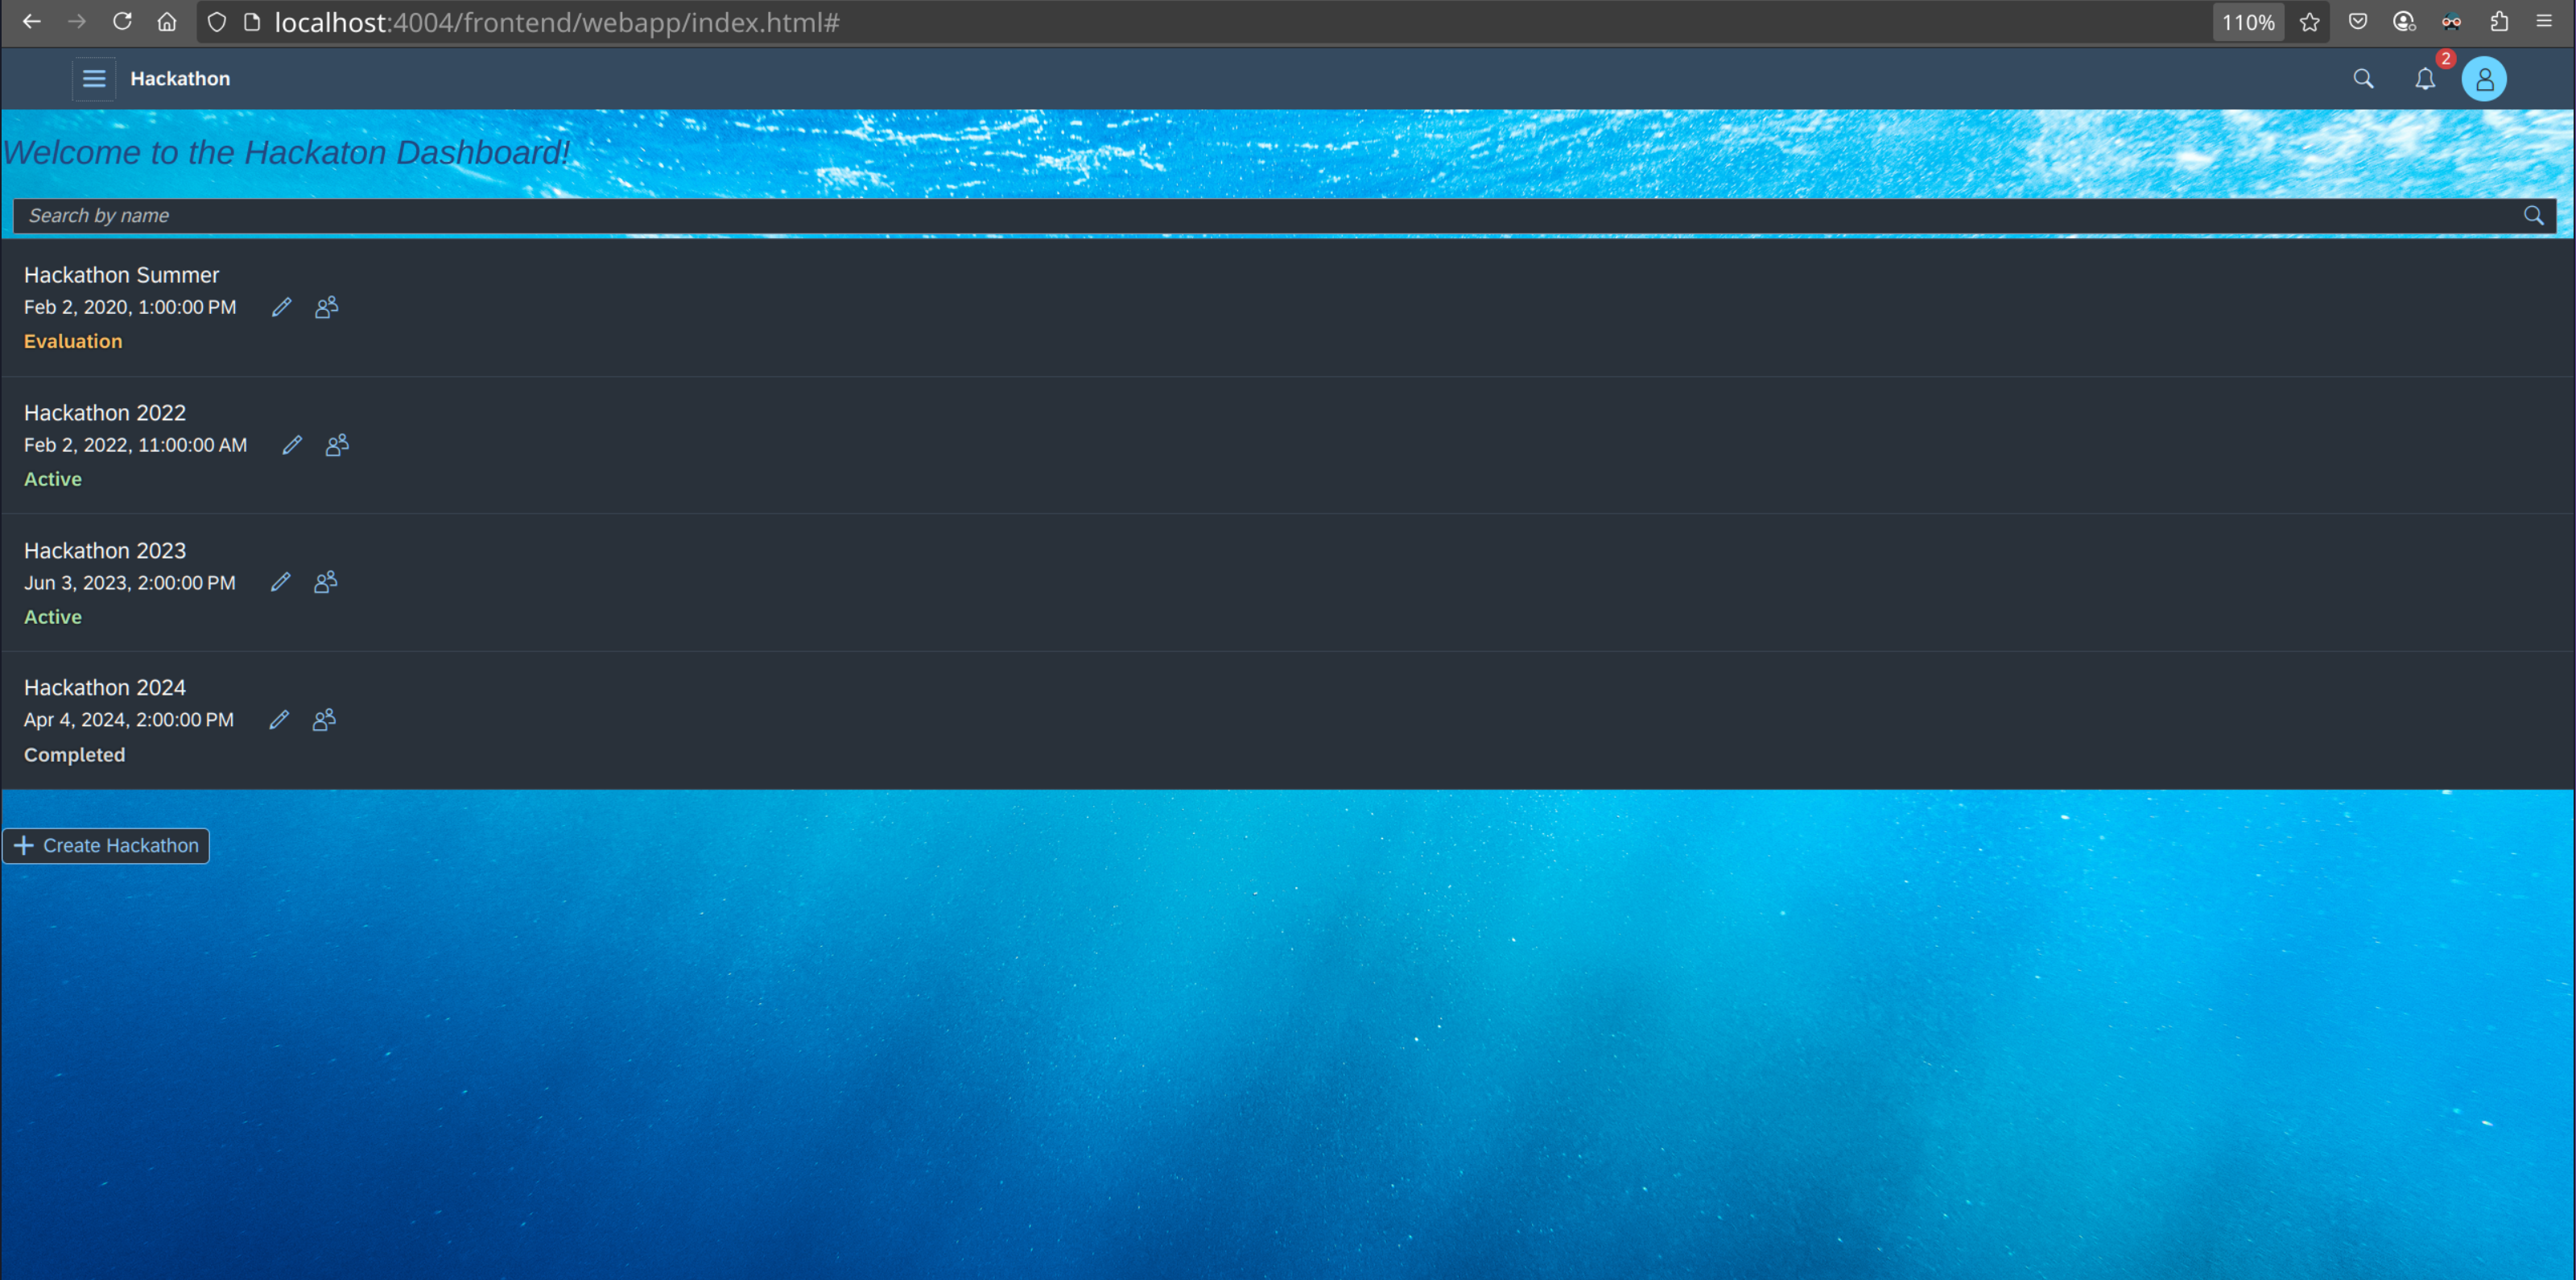 localhost:4004/frontend/webapp/index.html#
110%
Hackathon
2
Welcome to the Hackaton Dashboard!
Search by name
Hackathon Summer
Feb 2, 2020, 1:00:00 PM
Evaluation
Hackathon 2022
Feb 2, 2022, 11:00:00 AM
Active
Hackathon 2023
Jun 3, 2023, 2:00:00 PM
Active
Hackathon 2024
Apr 4, 2024, 2:00:00 PM
Completed
Create Hackathon